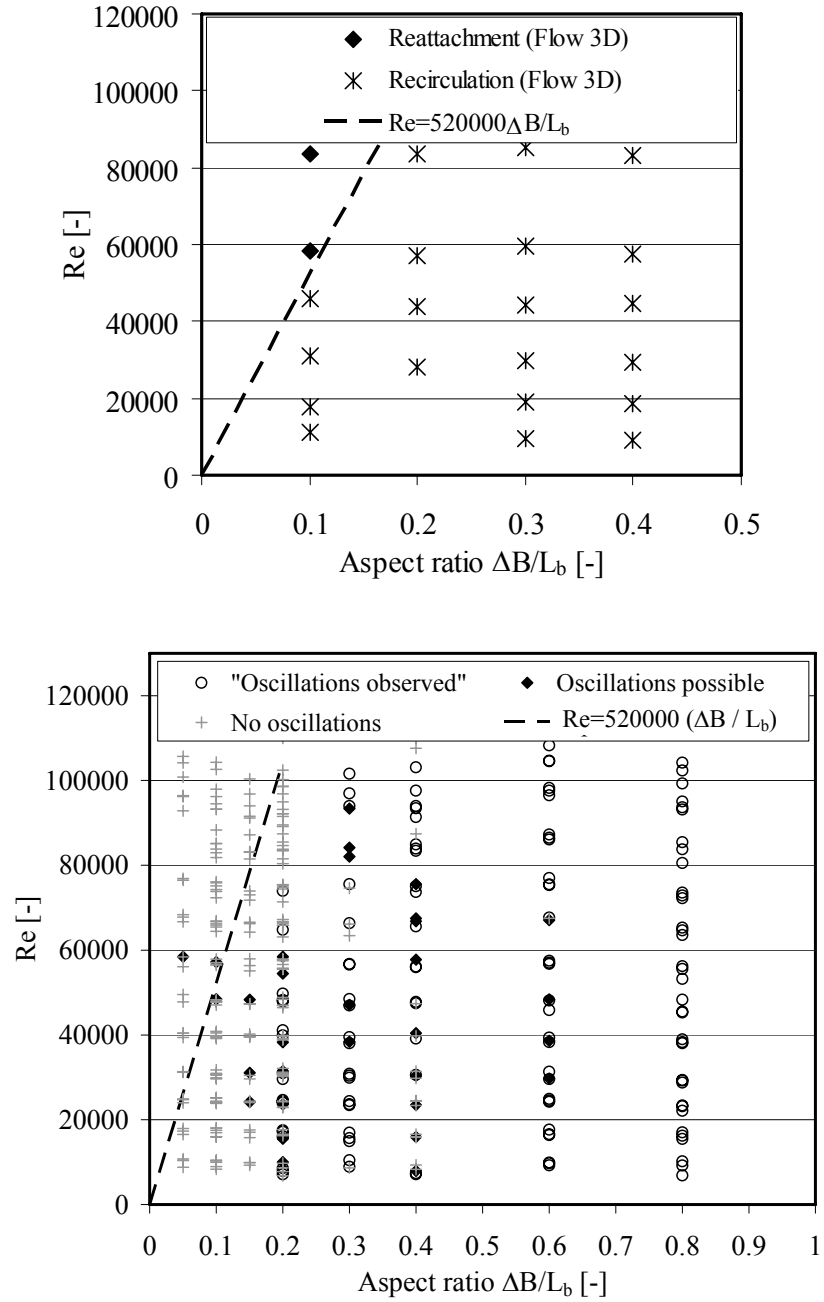 120000
Reattachment (Flow 3D)
100000
Recirculation (Flow 3D)
Re=520000ΔB/Lb
80000
60000
40000
20000
0
Re [-]
0 0.1 0.2 0.3 0.4 0.5
Aspect ratio ΔB/Lb [-]
"Oscillations observed" Oscillations possible
120000
No oscillations Re=520000 (ΔB / Lb)
100000
80000
60000
40000
20000
0
Re [-]
0 0.1 0.2 0.3 0.4 0.5 0.6 0.7 0.8 0.9 1
Aspect ratio ΔB/Lb [-]